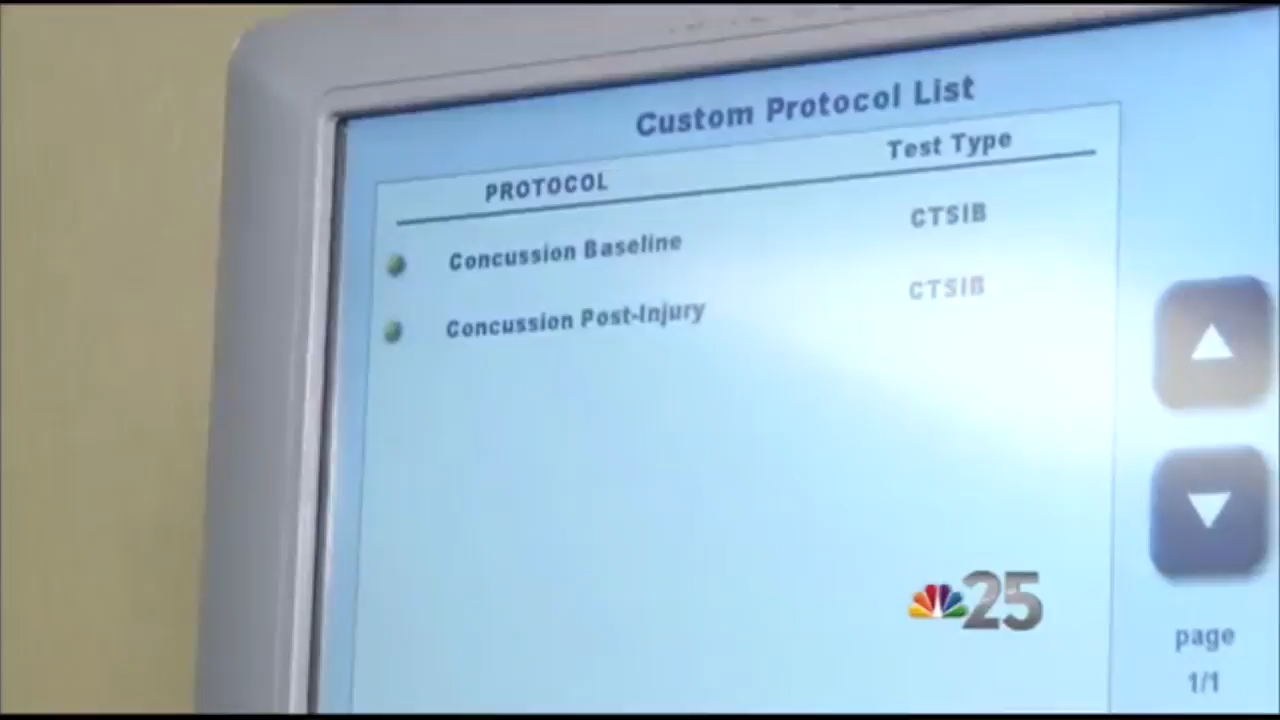 Custom Protocol List
PROTOCOL Test Type
Concussion Baseline CTSIB
Concussion Post-Injury CTSIB
25
page
1/1